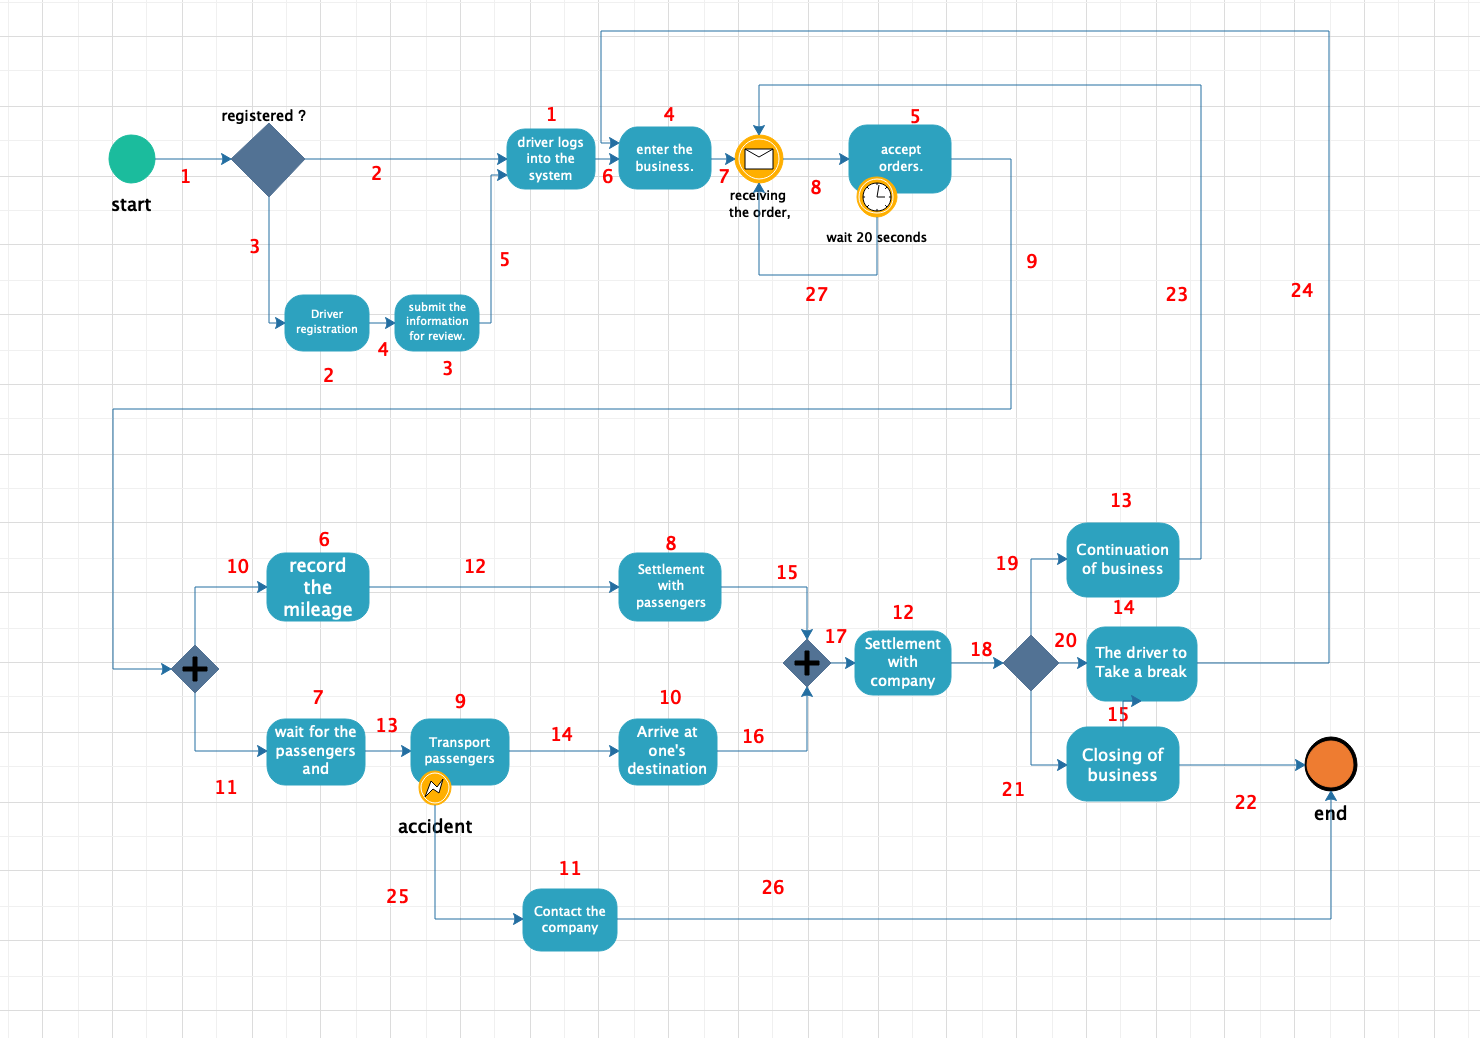 registered ?
1
driver logs
into the
system
4
enter the
business.
5
accept
orders.
1
2
6
7
8
start
receiving
the order,
wait 20 seconds
3
5
9
27
23
24
Driver
registration
submit the
information
for review.
4
2
3
13
6
8
10
record
the
mileage
12
Settlement
with
passengers
15
19
Continuation
of business
14
12
17
Settlement
with
company
18
20
The driver to
Take a break
7
9
10
15
wait for the
passengers
and
13
Transport
passengers
14
Arrive at
one's
destination
16
Closing of
business
11
21
22
accident
end
11
25
26
Contact the
company